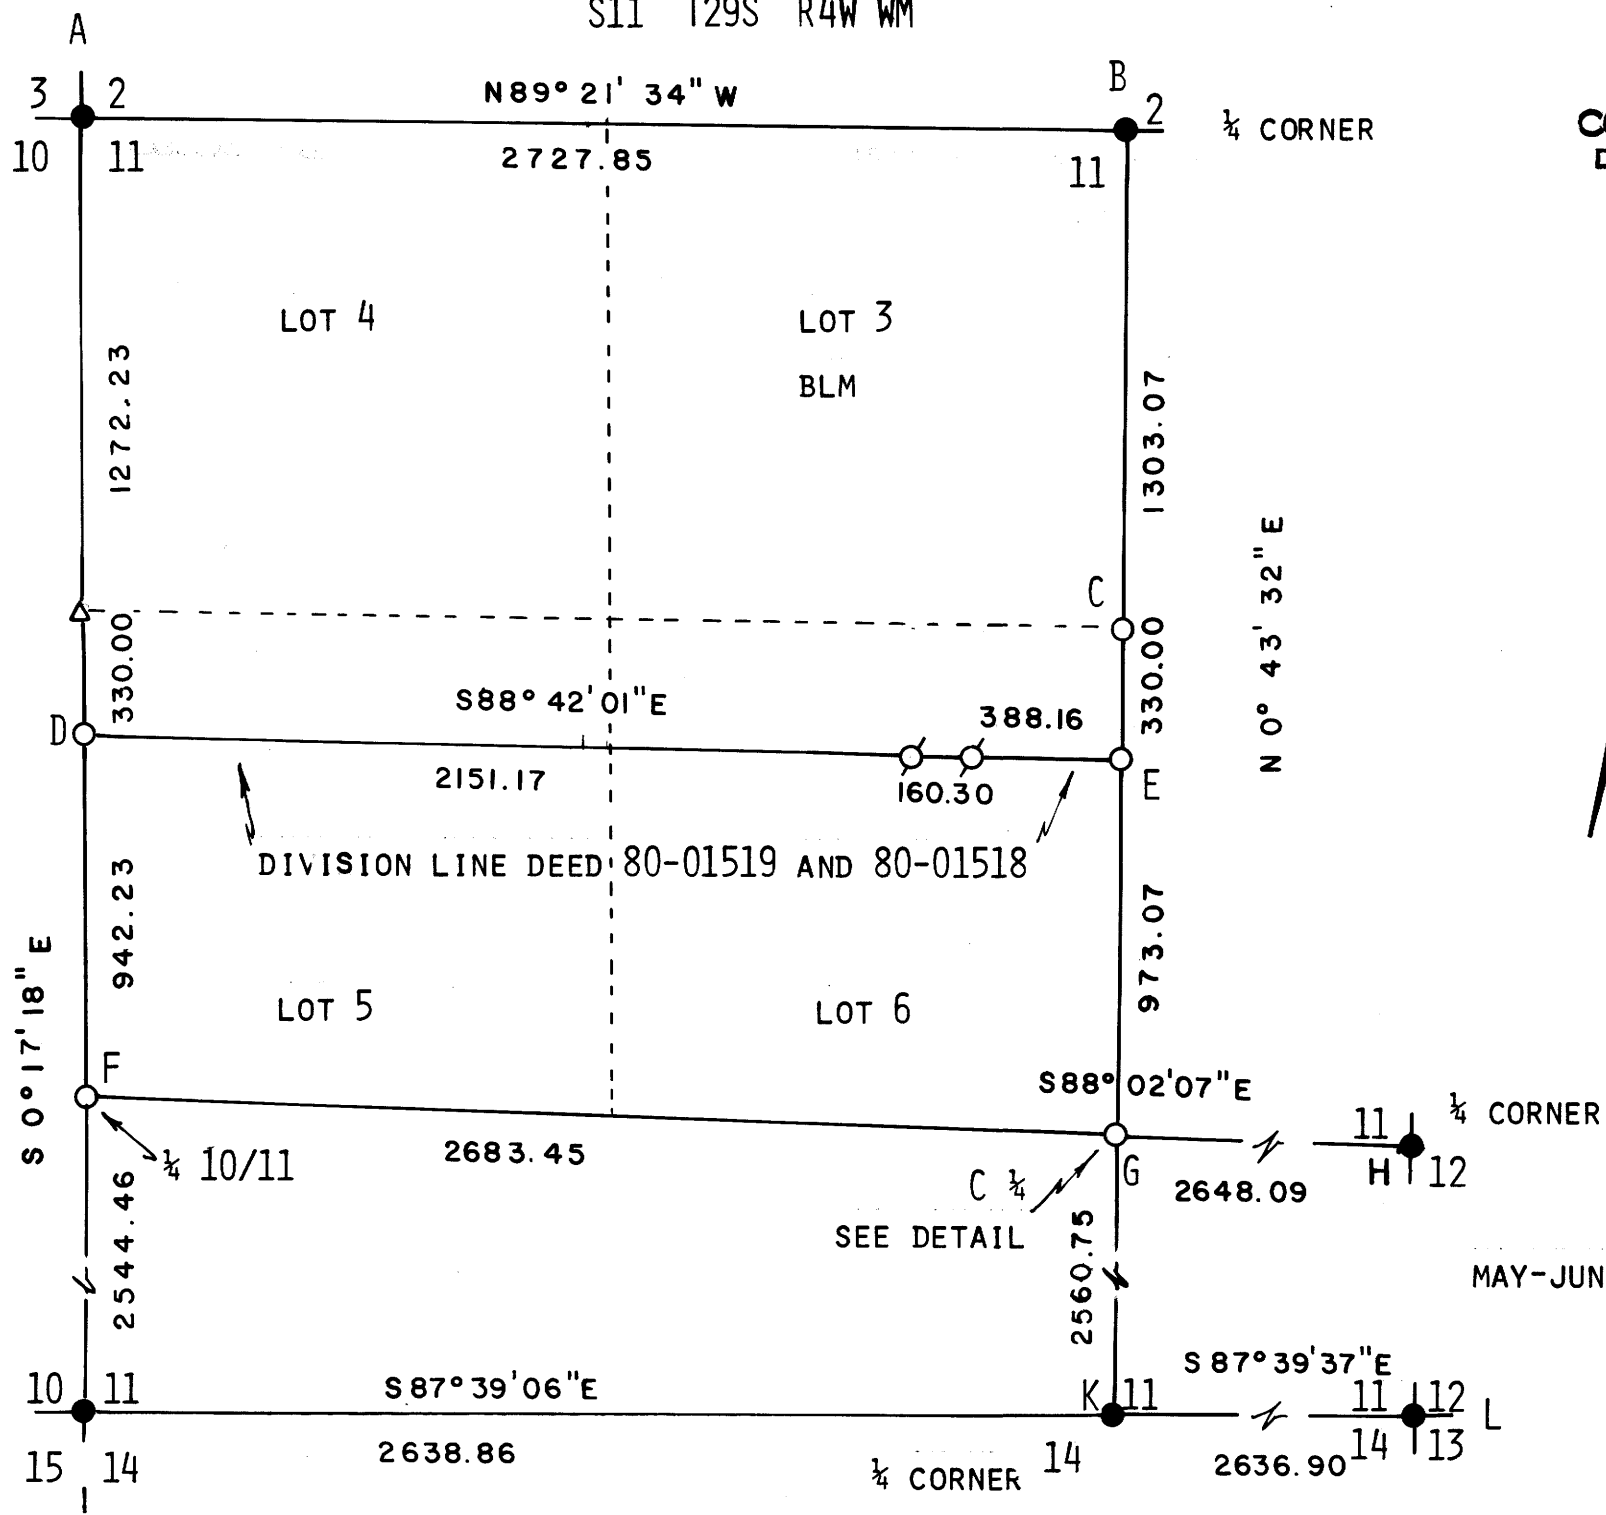 S11 T29S R4W WM
A
B
3 2
N89° 21' 34" W
2
¼ CORNER
10 11
2727.85
11
LOT 4
LOT 3
BLM
1272.23
1303.07
N 0° 43' 32" E
C
330.00
330.00
S88° 42' 01" E
388.16
D
2151.17
160.30
E
DIVISION LINE DEED 80-01519 AND 80-01518
942.23
973.07
S 0° 17' 18" E
LOT 5
LOT 6
F
S88° 02' 07" E
11
¼ CORNER
¼ 10/11
2683.45
C ¼
G
H
12
2648.09
SEE DETAIL
2544.46
2560.75
MAY-JUN
10 11
S87° 39' 06" E
K
11
S87° 39' 37" E
11 12
L
15 14
2638.86
¼ CORNER
14
2636.90
14 13